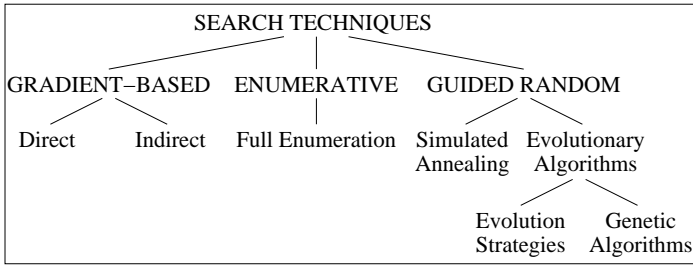 SEARCH TECHNIQUES
GRADIENT–BASED ENUMERATIVE GUIDED RANDOM
Direct Indirect Full Enumeration Simulated Evolutionary
Annealing Algorithms
Evolution Genetic
Strategies Algorithms